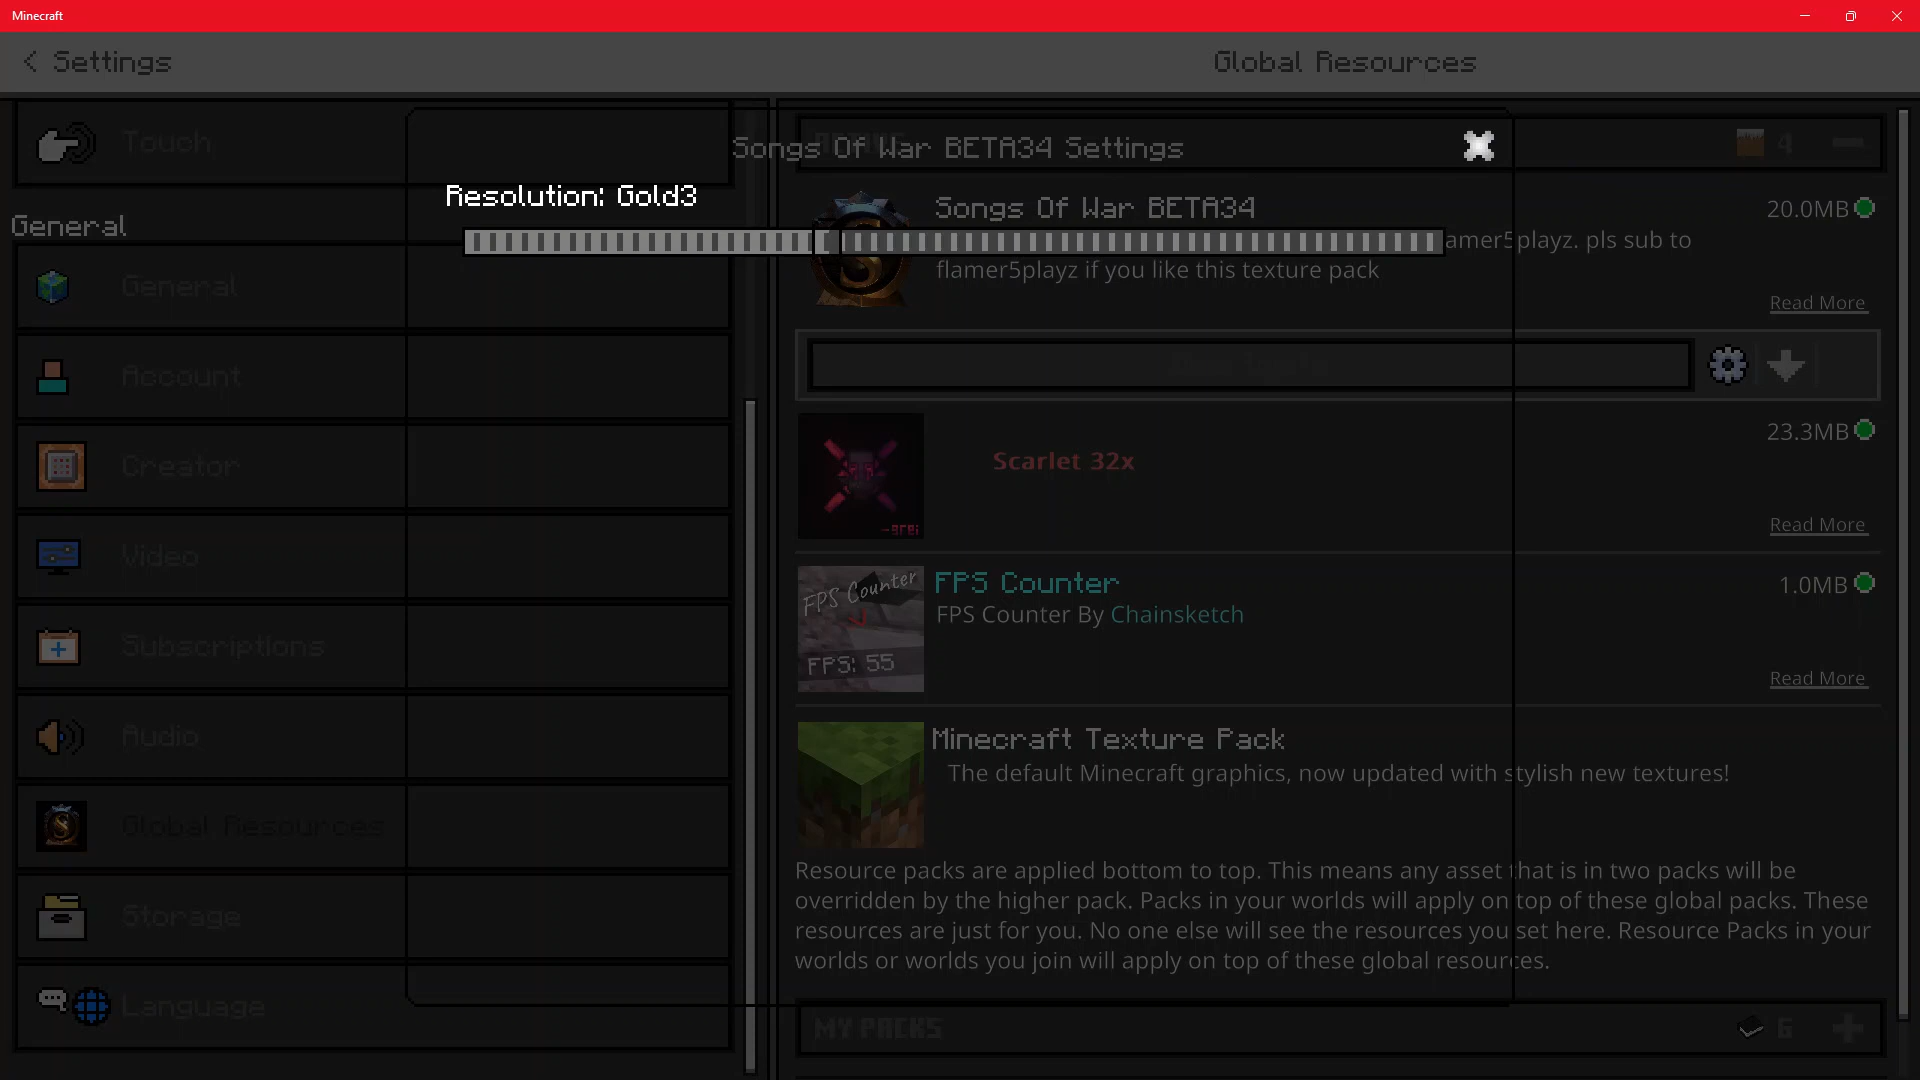 Minecraft
Settings
Global Resources
Touch
Songs Of War BETA34 Settings
4
Resolution: Gold3
General
Songs Of War BETA34
20.0MB
amer5playz. pls sub to
flamer5playz if you like this texture pack
Read More
General
Account
Scarlet 32x
23.3MB
-grei
Read More
Creator
Video
FPS Counter
FPS: 55
FPS Counter
1.0MB
FPS Counter By Chainsketch
Read More
Subscriptions
Audio
Minecraft Texture Pack
The default Minecraft graphics, now updated with stylish new textures!
Global Resources
Resource packs are applied bottom to top. This means any asset that is in two packs will be
overridden by the higher pack. Packs in your worlds will apply on top of these global packs. These
resources are just for you. No one else will see the resources you set here. Resource Packs in your
worlds or worlds you join will apply on top of these global resources.
Storage
Language
MY PACKS
6